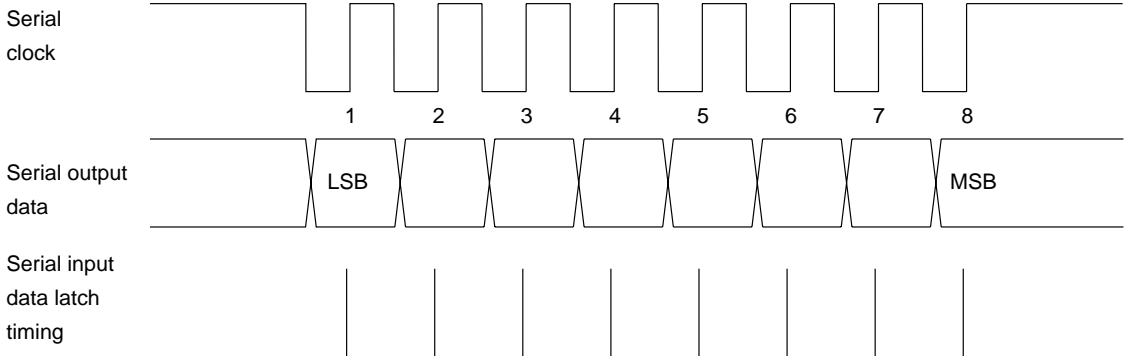 Serial
clock
1 2 3 4 5 6 7 8
Serial output
data
LSB
MSB
Serial input
data latch
timing